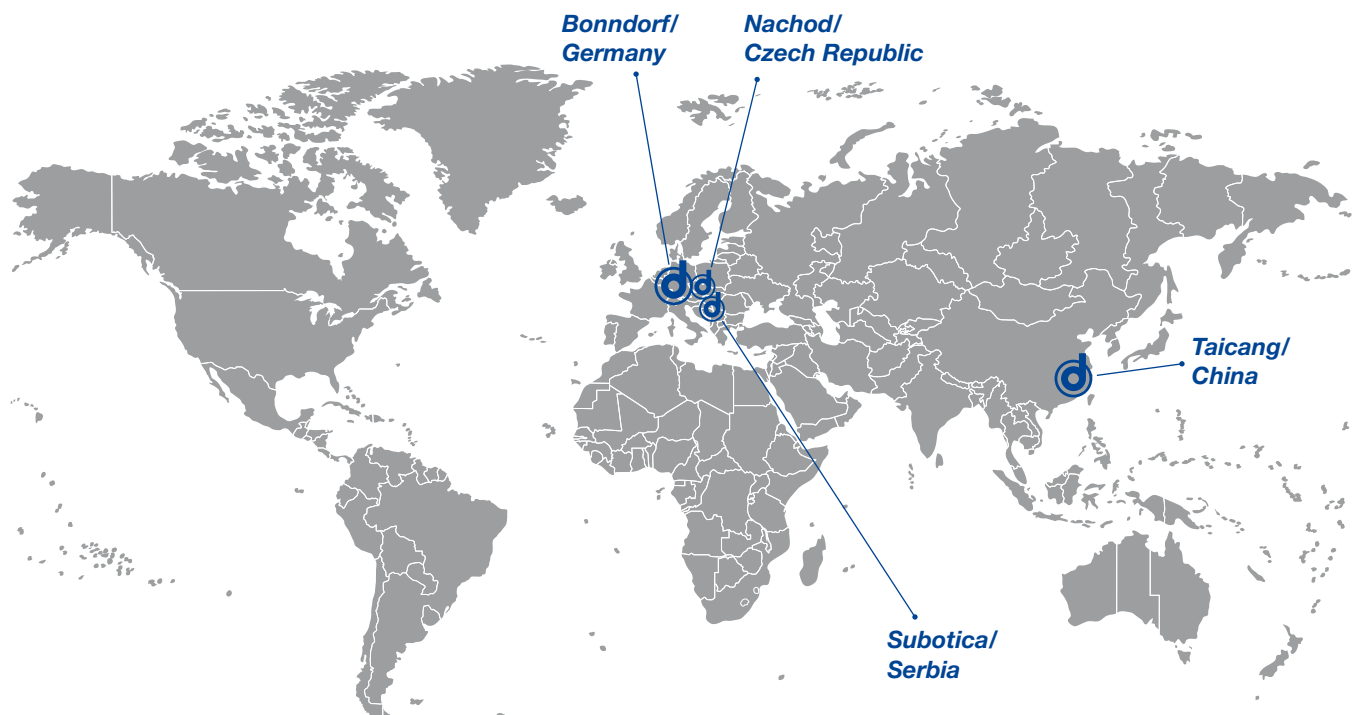 Bonndorf/
Germany
Nachod/
Czech Republic
Taicang/
China
Subotica/
Serbia
d
d
d
d